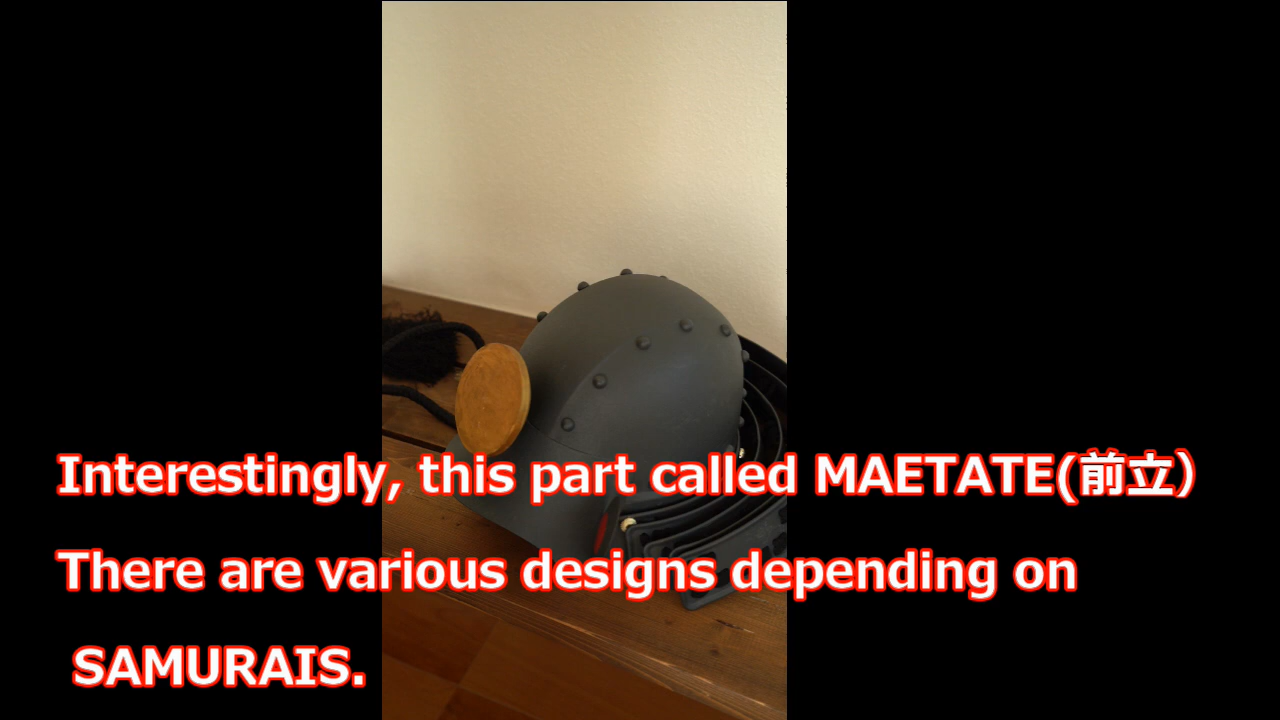 Interestingly, this part called MAETATE(前立）
There are various designs depending on
SAMURAIS.